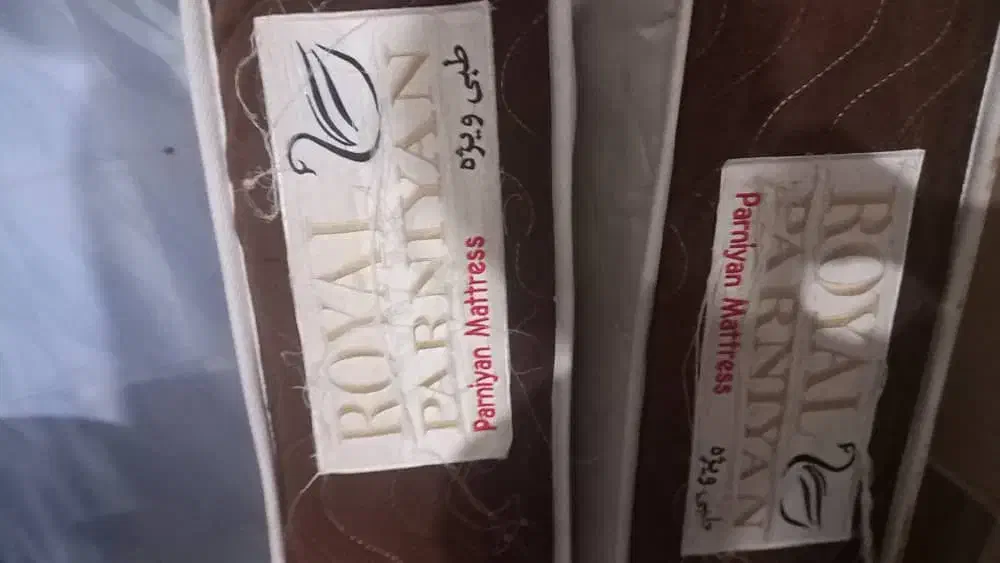 ROYAL
PARNIYAN
Parniyan Mattress طبی ویژه
ROYAL
PARNIYAN
Parniyan Mattress طبی ویژه